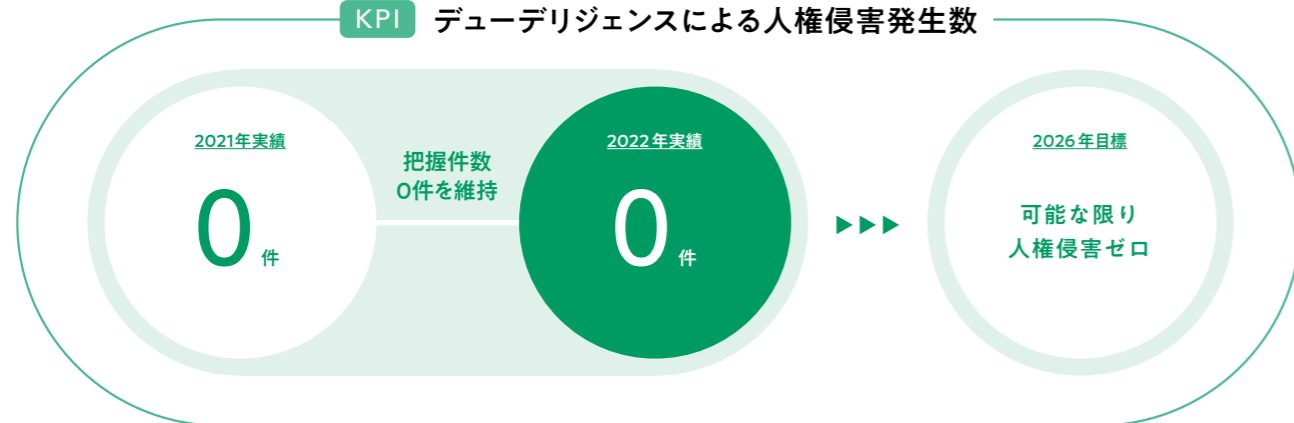 KPI デューデリジェンスによる人権侵害発生数
2021年実績
0件
把握件数
0件を維持
2022年実績
0件
2026年目標
可能な限り
人権侵害ゼロ